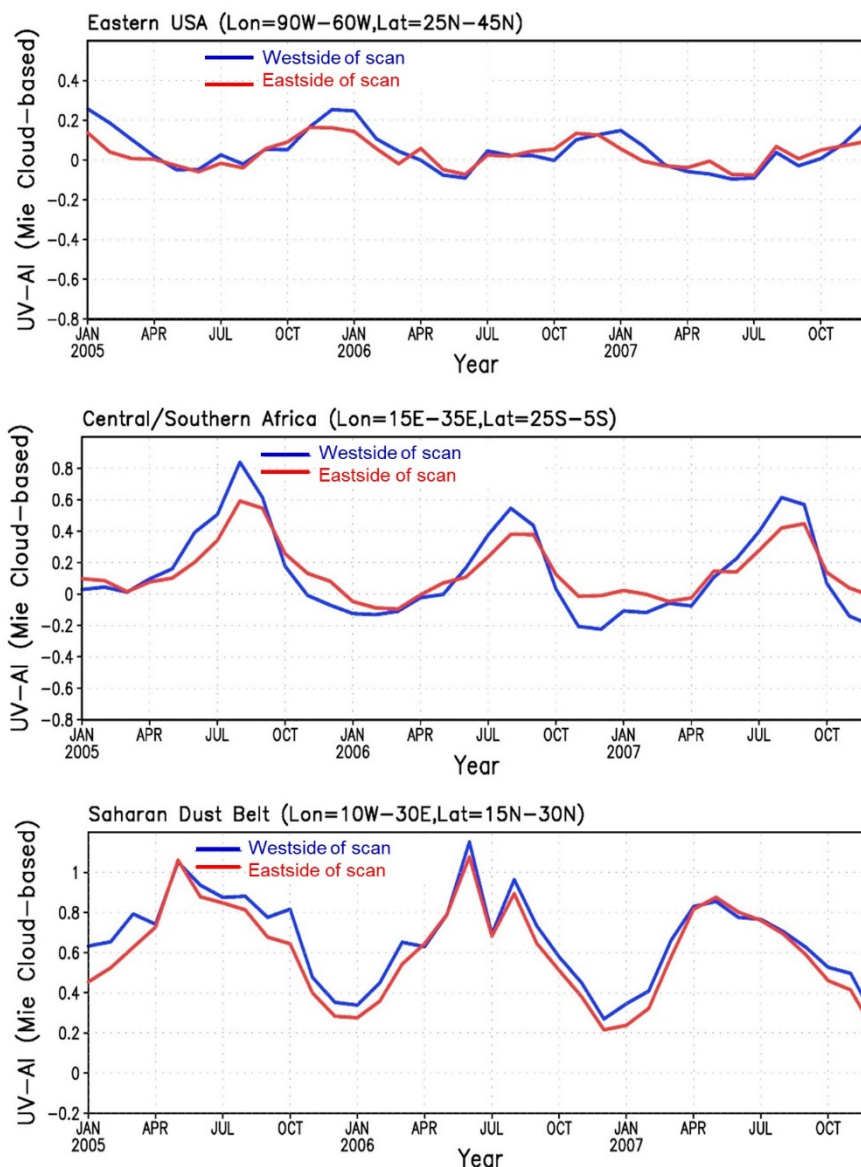 Eastern USA (Lon=90W-60W,Lat=25N-45N)
Westside of scan
Eastside of scan
UV-AI (Mie Cloud-based)
0.4
0.2
0
-0.2
-0.4
-0.6
-0.8
JAN APR JUL OCT JAN APR JUL OCT JAN APR JUL OCT
2005 2006 2007
Year
Central/Southern Africa (Lon=15E-35E,Lat=25S-5S)
Westside of scan
Eastside of scan
UV-AI (Mie Cloud-based)
0.8
0.6
0.4
0.2
0
-0.2
-0.4
-0.6
-0.8
JAN APR JUL OCT JAN APR JUL OCT JAN APR JUL OCT
2005 2006 2007
Year
Saharan Dust Belt (Lon=10W-30E,Lat=15N-30N)
Westside of scan
Eastside of scan
UV-AI (Mie Cloud-based)
1
0.8
0.6
0.4
0.2
0
-0.2
JAN APR JUL OCT JAN APR JUL OCT JAN APR JUL OCT
2005 2006 2007
Year